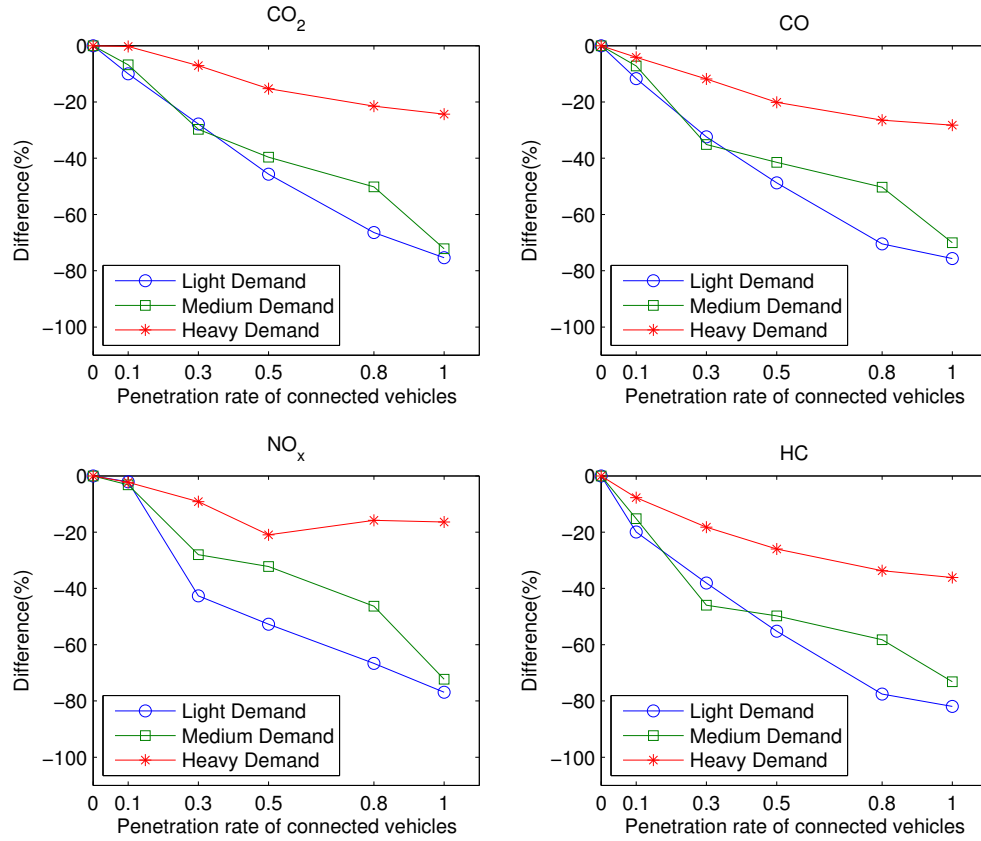 CO2
Difference(%)
0
−20
−40
−60
−80
−100
Light Demand
Medium Demand
Heavy Demand
0 0.1 0.3 0.5 0.8 1
Penetration rate of connected vehicles
CO
Difference(%)
0
−20
−40
−60
−80
−100
Light Demand
Medium Demand
Heavy Demand
0 0.1 0.3 0.5 0.8 1
Penetration rate of connected vehicles
NOx
Difference(%)
0
−20
−40
−60
−80
−100
Light Demand
Medium Demand
Heavy Demand
0 0.1 0.3 0.5 0.8 1
Penetration rate of connected vehicles
HC
Difference(%)
0
−20
−40
−60
−80
−100
Light Demand
Medium Demand
Heavy Demand
0 0.1 0.3 0.5 0.8 1
Penetration rate of connected vehicles